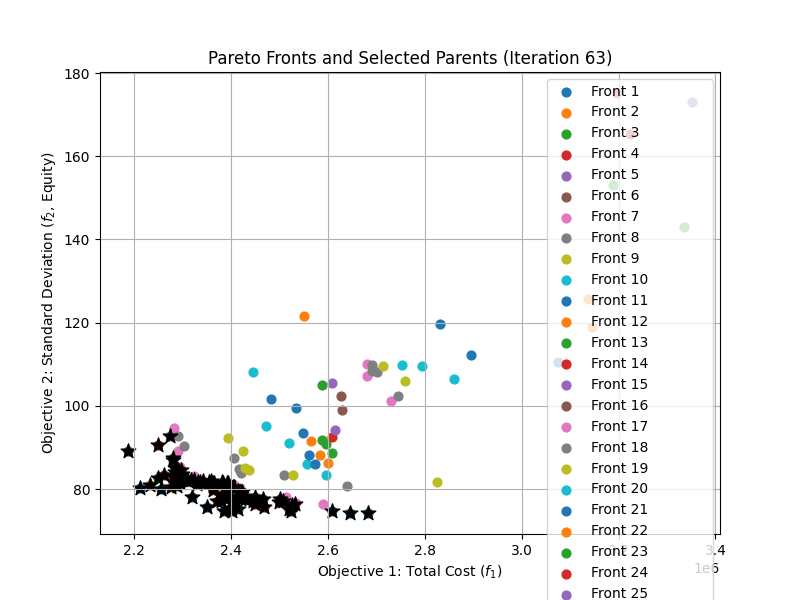 Pareto Fronts and Selected Parents (Iteration 63)
Objective 2: Standard Deviation (f₂, Equity)
180
160
140
120
100
80
2.2
2.4
2.6
2.8
3.0
3.4
1e6
Objective 1: Total Cost (f₁)
Front 1
Front 2
Front 3
Front 4
Front 5
Front 6
Front 7
Front 8
Front 9
Front 10
Front 11
Front 12
Front 13
Front 14
Front 15
Front 16
Front 17
Front 18
Front 19
Front 20
Front 21
Front 22
Front 23
Front 24
Front 25